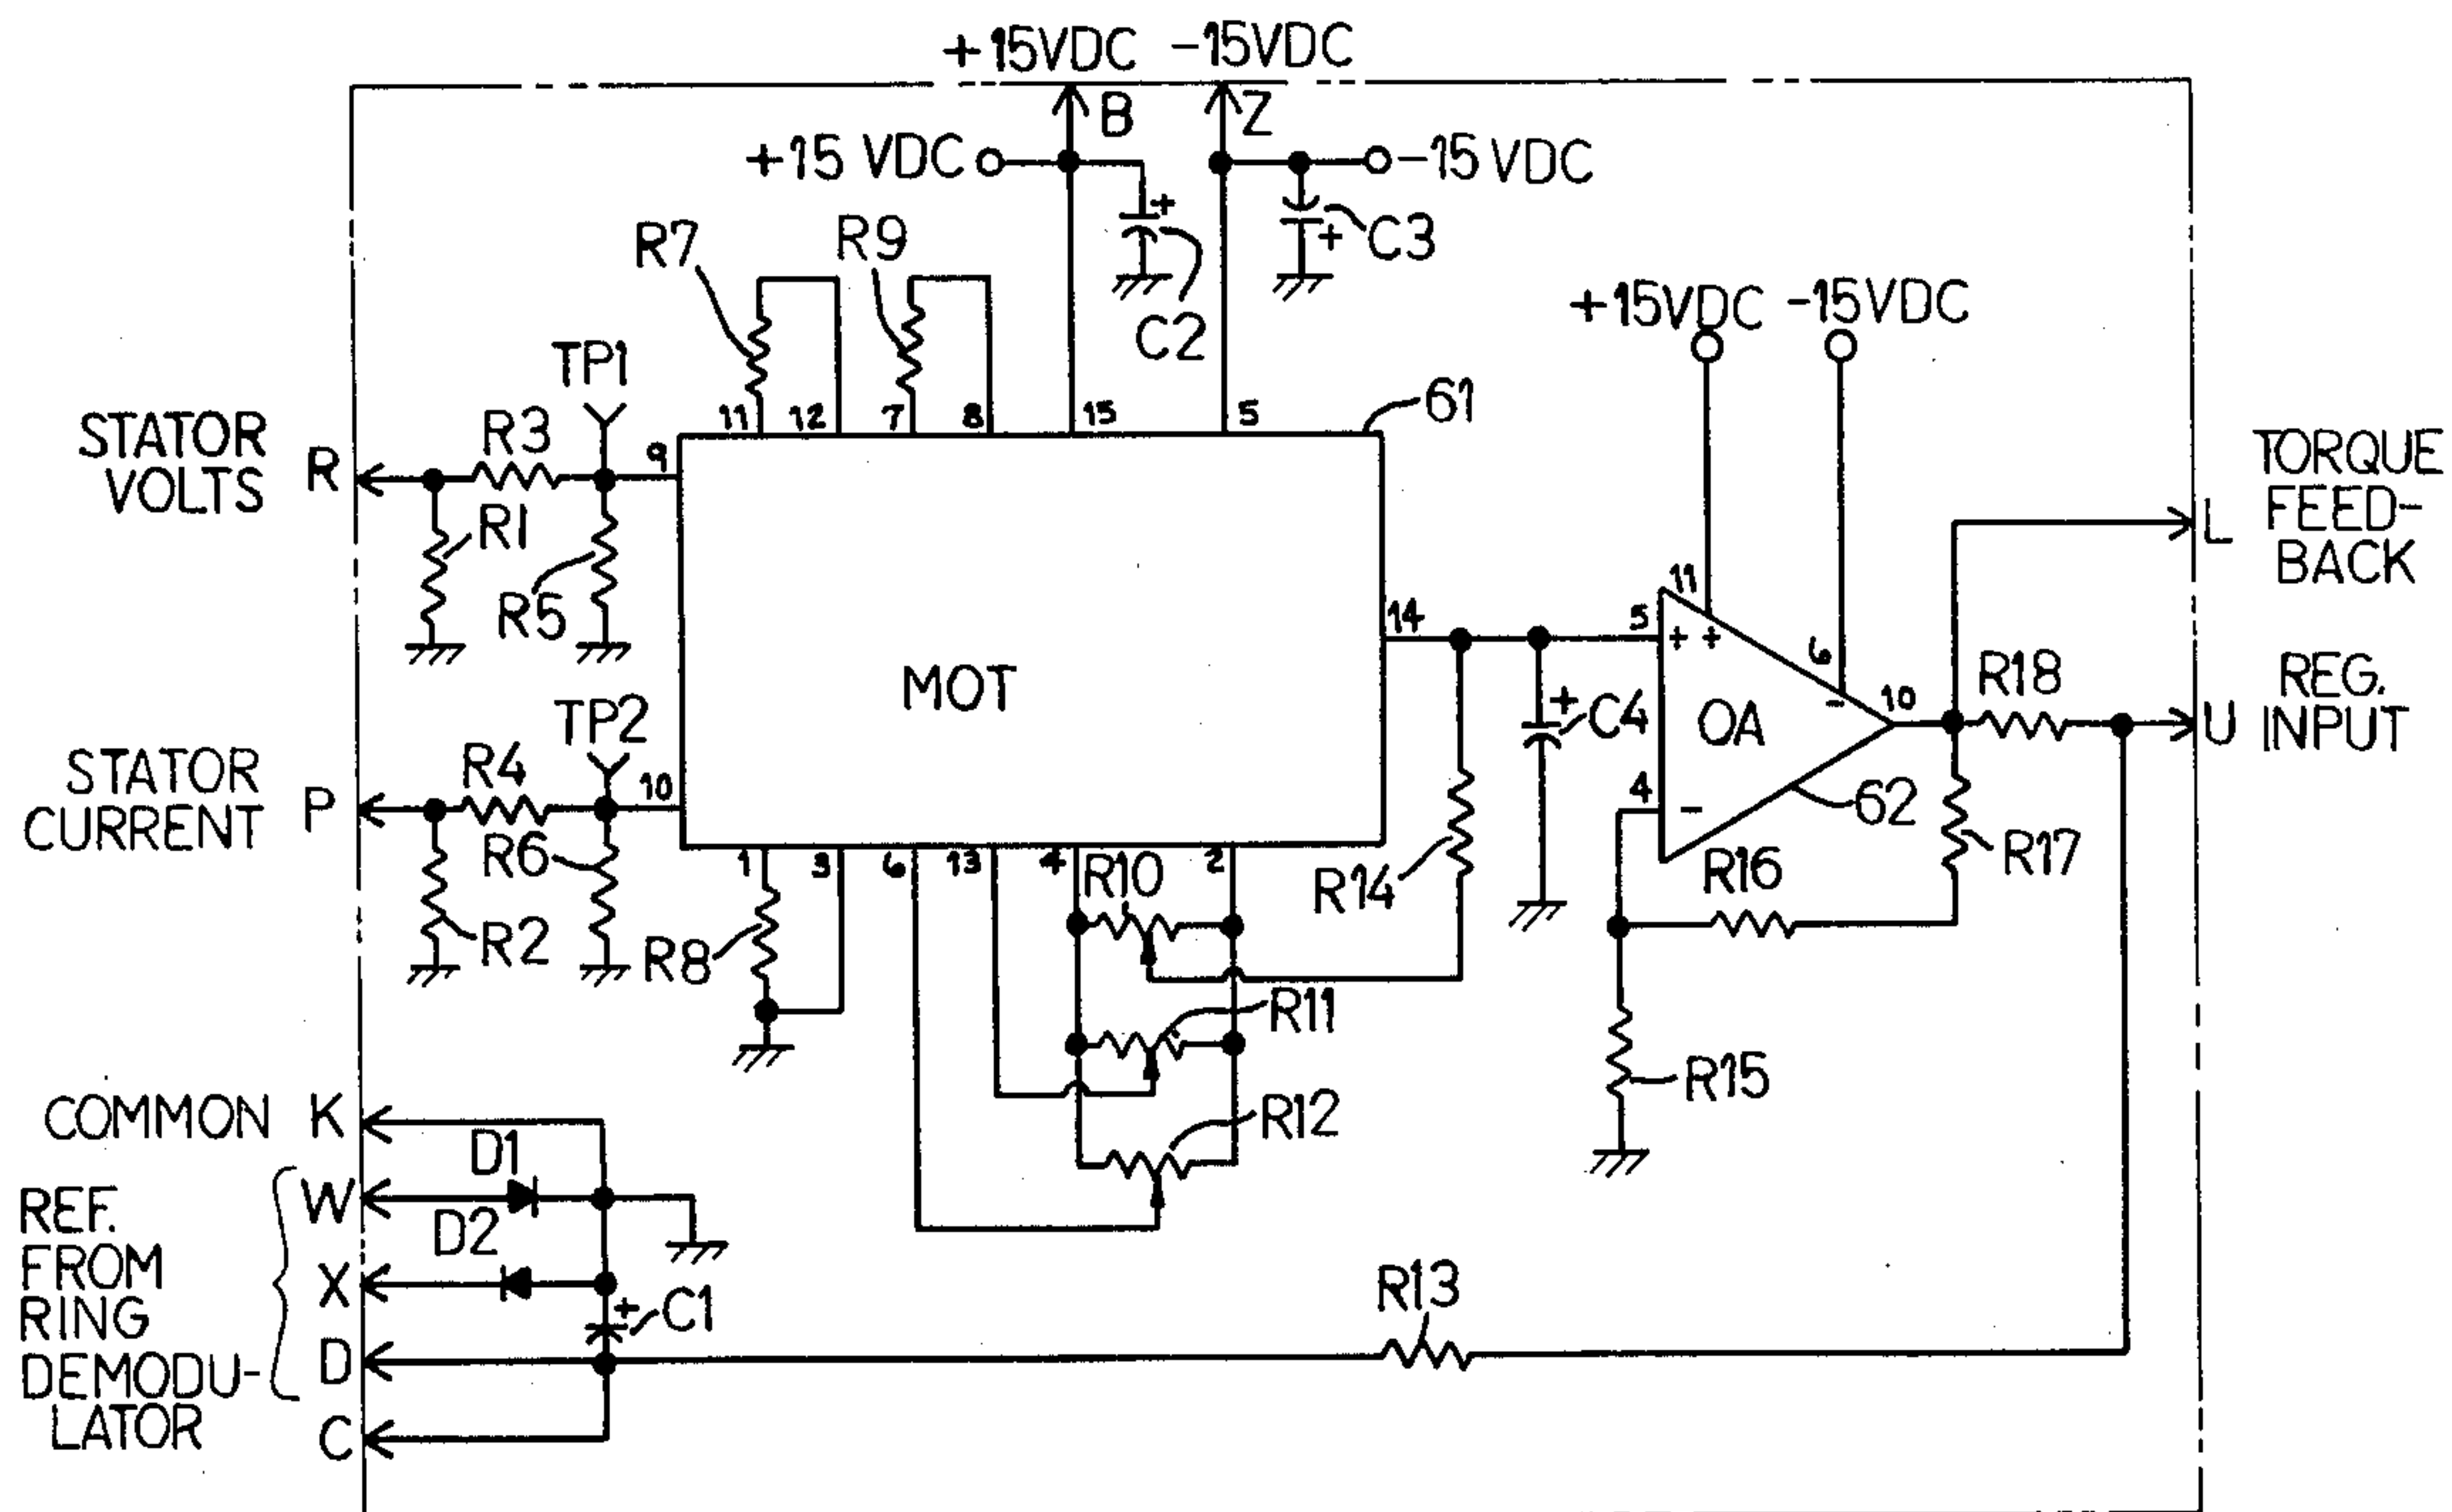 +15VDC -15VDC
B
Z
+15 VDC
-15 VDC
+
C2
+
C3
R7
R9
+15VDC
-15VDC
11
12
7
8
15
5
61
STATOR
VOLTS
R
R3
TP1
9
R1
R5
MOT
14
STATOR
CURRENT
P
R4
TP2
10
R6
R2
1
3
6
13
4
2
R8
R10
R11
R12
R14
+
C4
5
+ +
11
6
-
10
OA
4
-
62
R16
R17
R18
R15
L
TORQUE
FEED-
BACK
U
REG.
INPUT
COMMON
K
D1
W
D2
X
+
C1
D
C
REF.
FROM
RING
DEMODU-
LATOR
R13